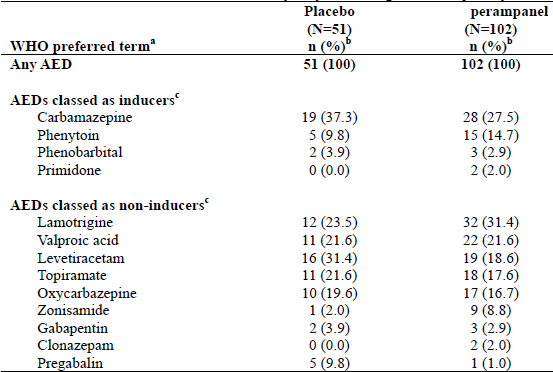 Placebo perampanel
(N=51) (N=102)
WHO preferred termᵃ n (%)ᵇ n (%)ᵇ
Any AED 51 (100) 102 (100)
AEDs classed as inducersᶜ
Carbamazepine 19 (37.3) 28 (27.5)
Phenytoin 5 (9.8) 15 (14.7)
Phenobarbital 2 (3.9) 3 (2.9)
Primidone 0 (0.0) 2 (2.0)
AEDs classed as non-inducersᶜ
Lamotrigine 12 (23.5) 32 (31.4)
Valproic acid 11 (21.6) 22 (21.6)
Levetiracetam 16 (31.4) 19 (18.6)
Topiramate 11 (21.6) 18 (17.6)
Oxycarbazepine 10 (19.6) 17 (16.7)
Zonisamide 1 (2.0) 9 (8.8)
Gabapentin 2 (3.9) 3 (2.9)
Clonazepam 0 (0.0) 2 (2.0)
Pregabalin 5 (9.8) 1 (1.0)